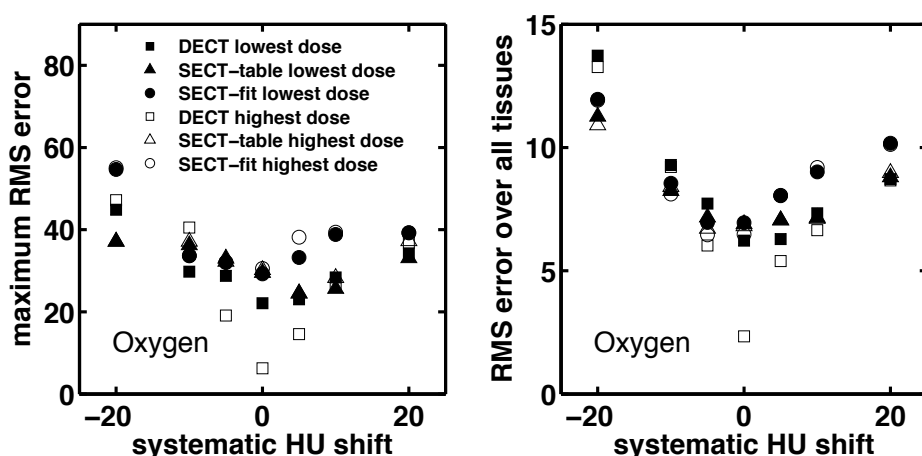 maximum RMS error
80
60
40
20
0
DECT lowest dose
SECT−table lowest dose
SECT−fit lowest dose
DECT highest dose
SECT−table highest dose
SECT−fit highest dose
Oxygen
−20
0
20
systematic HU shift
RMS error over all tissues
15
10
5
0
Oxygen
−20
0
20
systematic HU shift